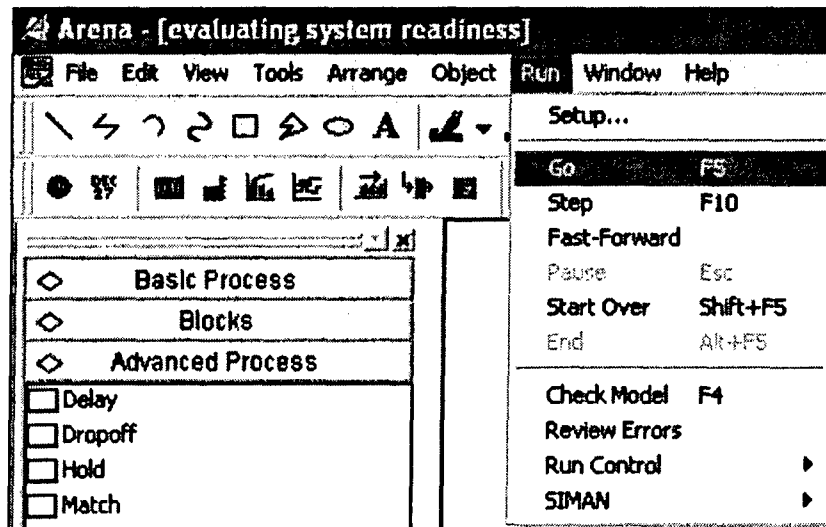 Arena - [evaluating system readiness]
File Edit View Tools Arrange Object Run Window Help
A
Setup...
Go F5
Step F10
Fast-Forward
Pause Esc
Start Over Shift+F5
End Alt+F5
Check Model F4
Review Errors
Run Control
SIMAN
Basic Process
Blocks
Advanced Process
Delay
Dropoff
Hold
Match